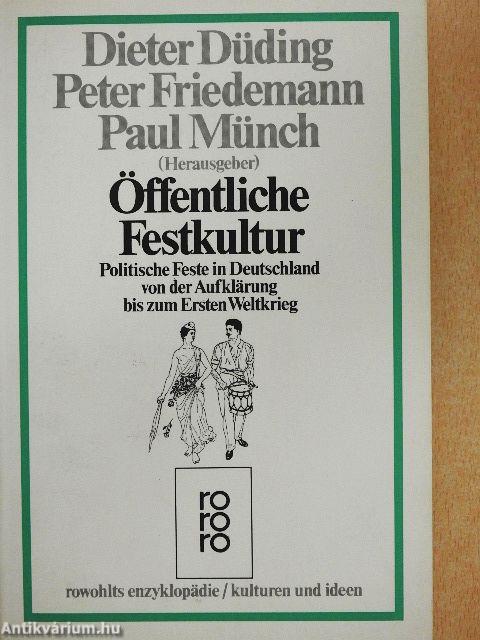 Dieter Düding
Peter Friedemann
Paul Münch
(Herausgeber)
Öffentliche
Festkultur
Politische Feste in Deutschland
von der Aufklärung
bis zum Ersten Weltkrieg
ro
ro
ro
rowohlts enzyklopädie / kulturen und ideen
Antikvárium.hu